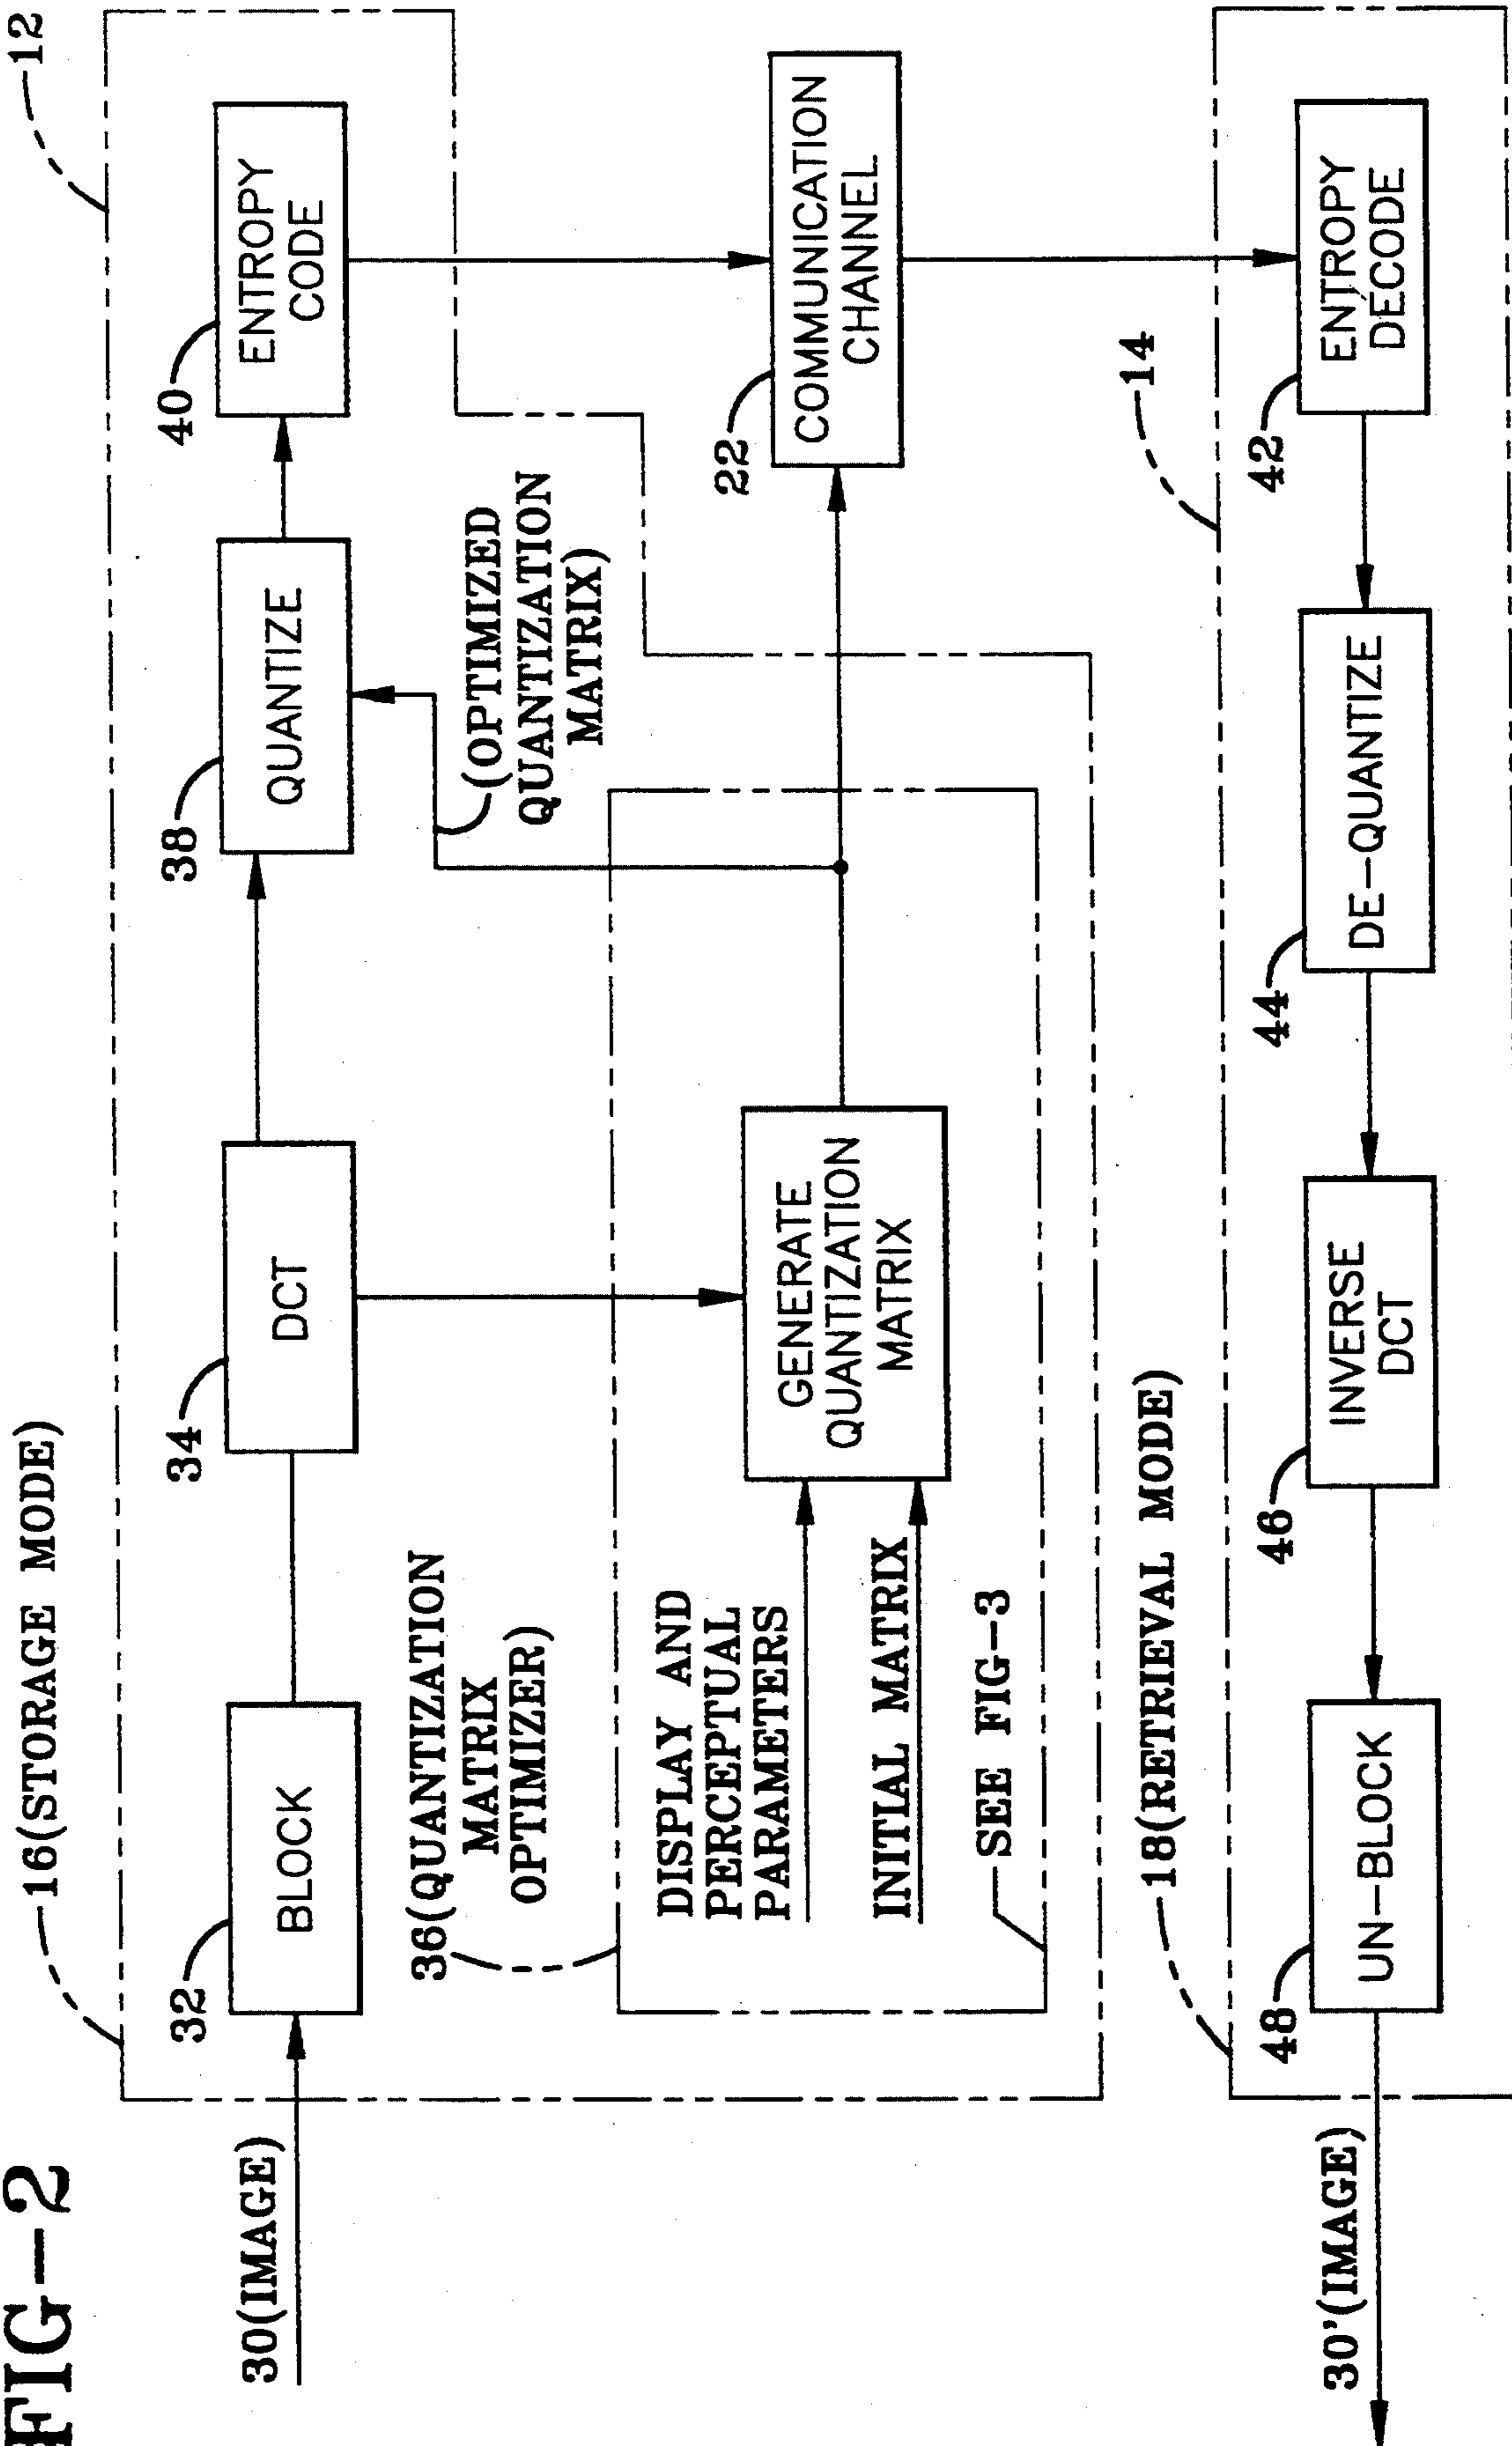 FIG-2
16(STORAGE MODE)
12
30(IMAGE)
32
BLOCK
34
DCT
38
QUANTIZE
40
ENTROPY
CODE
36(QUANTIZATION
MATRIX
OPTIMIZER)
(OPTIMIZED
QUANTIZATION
MATRIX)
DISPLAY AND
PERCEPTUAL
PARAMETERS
INITIAL MATRIX
GENERATE
QUANTIZATION
MATRIX
22
COMMUNICATION
CHANNEL
SEE FIG-3
18(RETRIEVAL MODE)
14
30'(IMAGE)
48
UN-BLOCK
46
INVERSE
DCT
44
DE-QUANTIZE
42
ENTROPY
DECODE